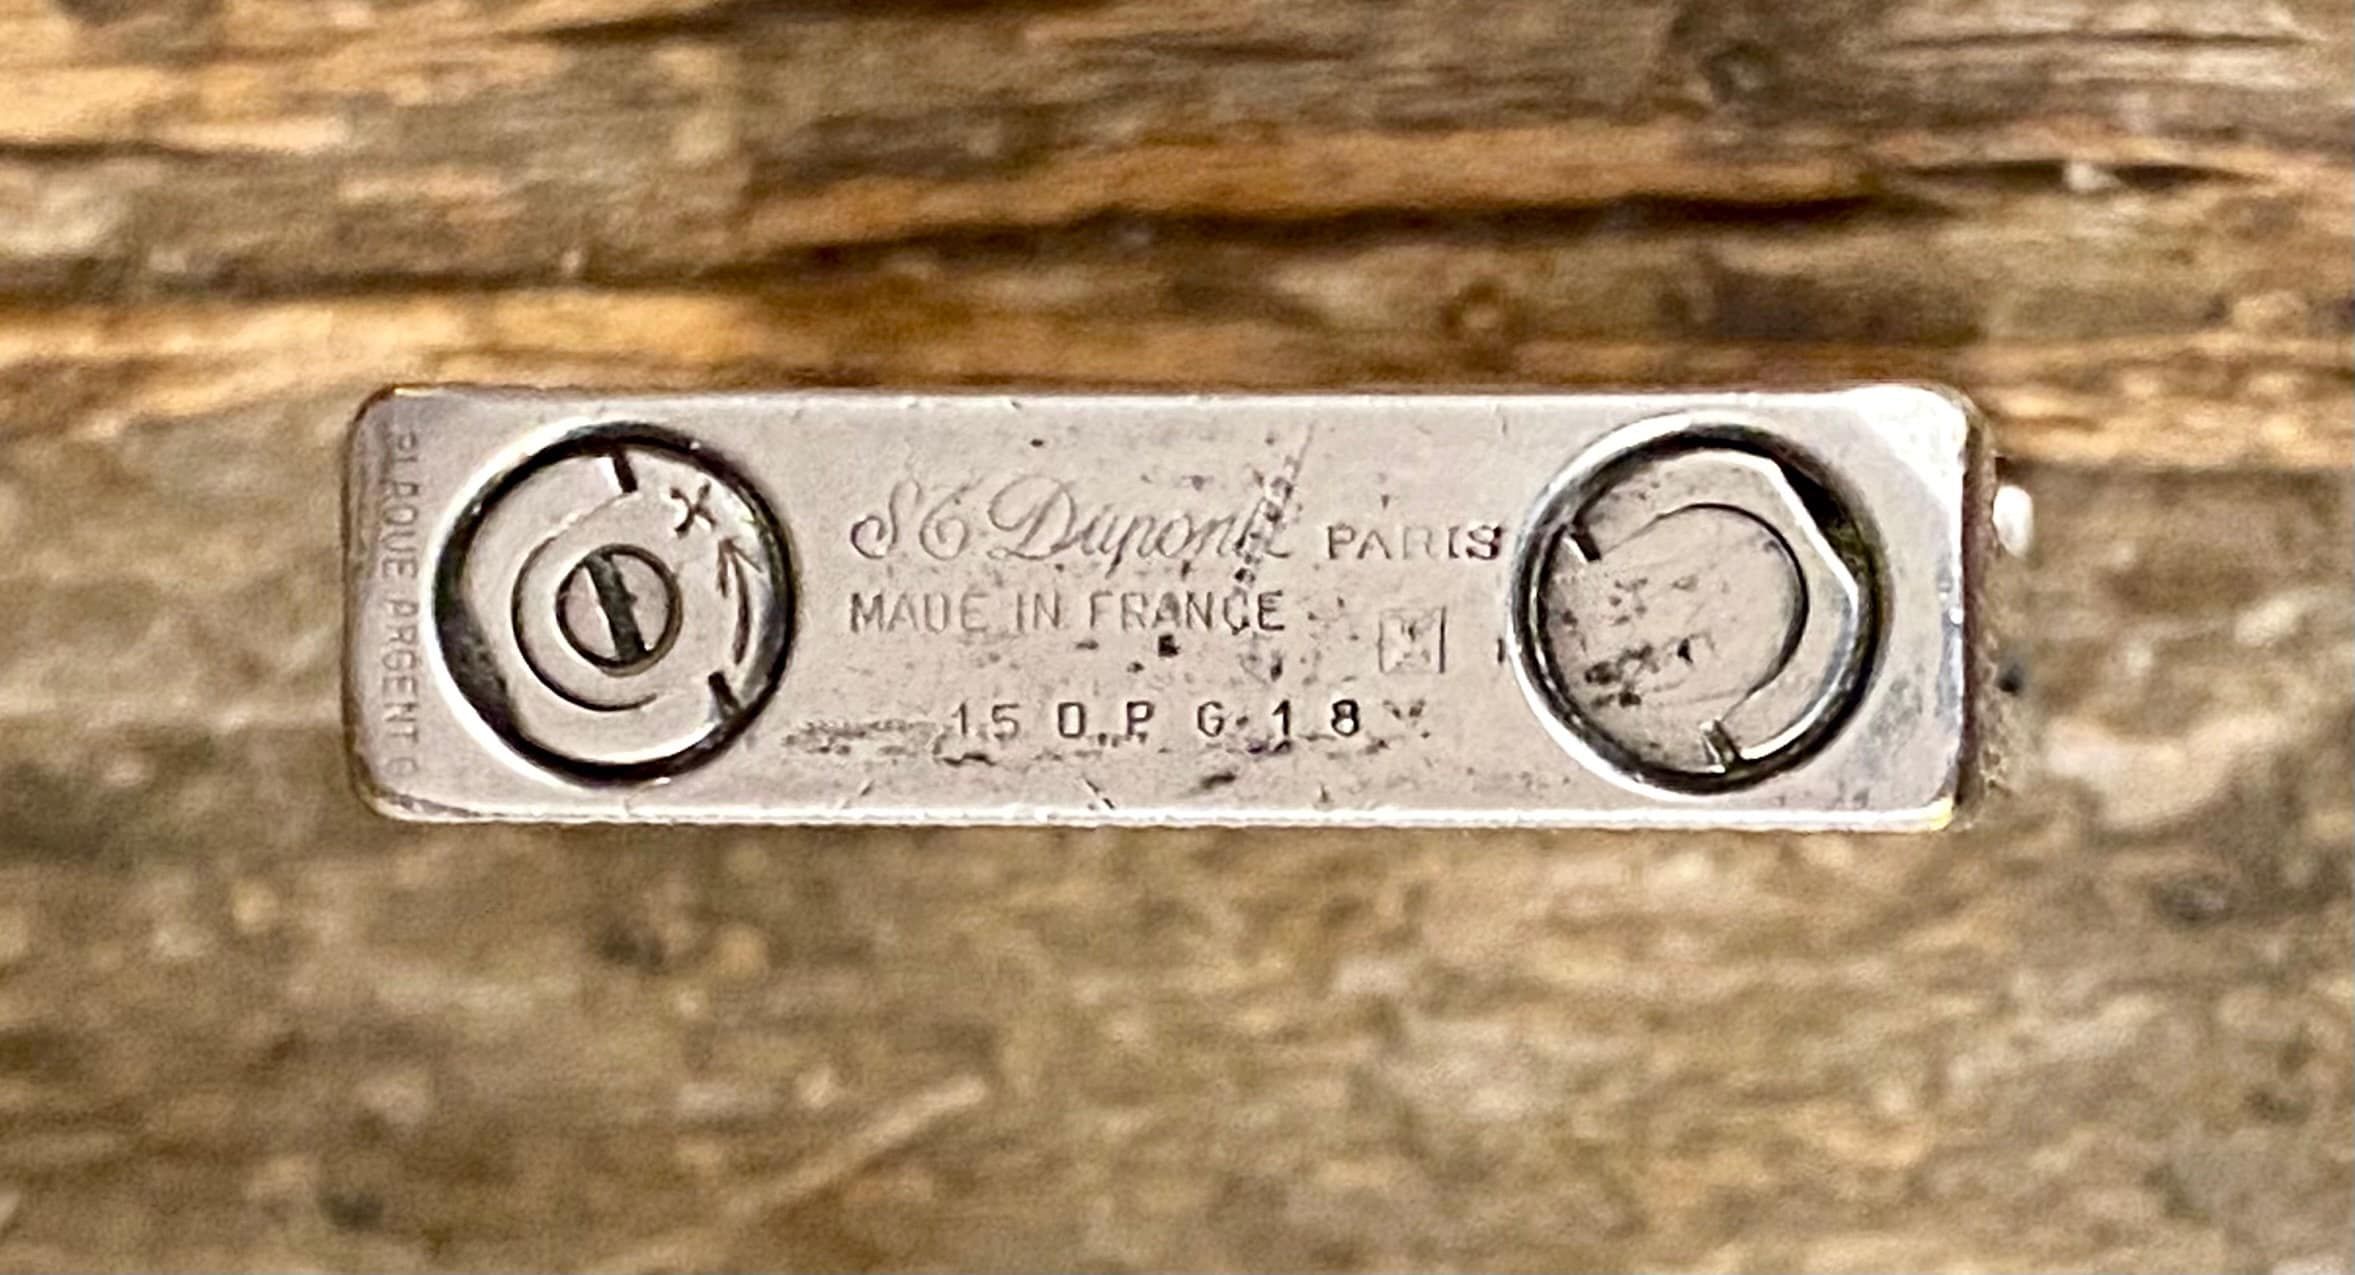 PLAQUE ARGENT G
S.T. Dupont PARIS
MADE IN FRANCE
15 O P G 18